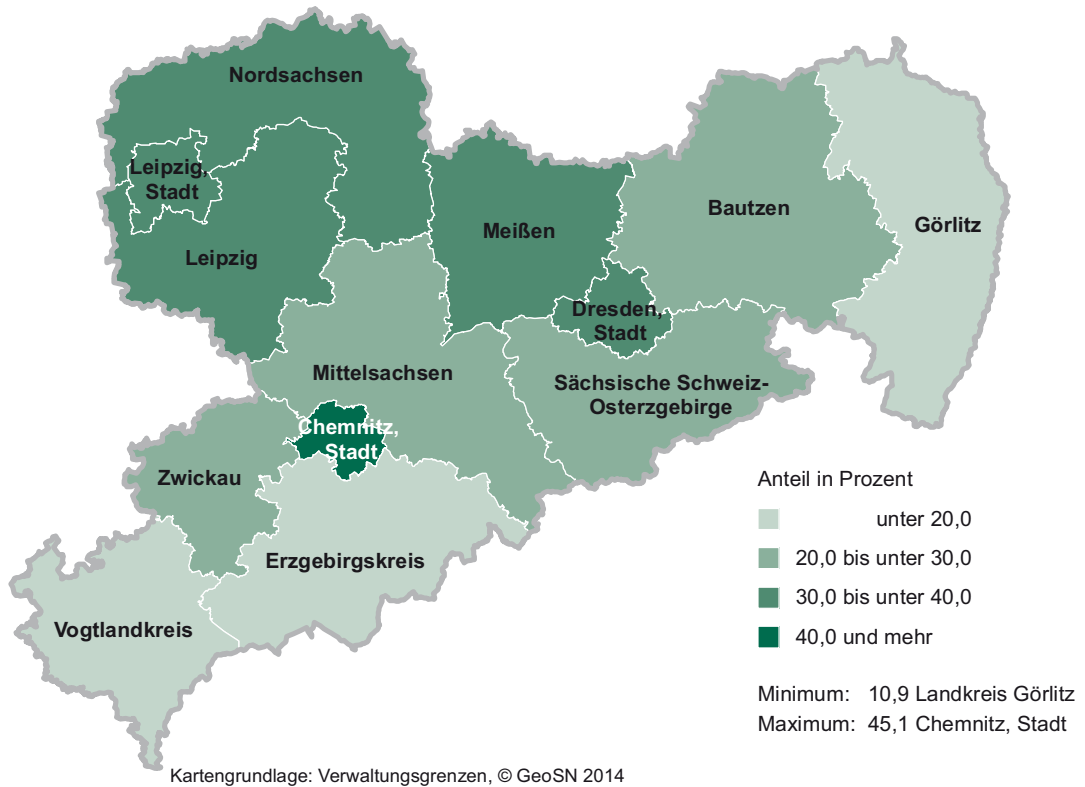 Nordsachsen
Leipzig,
Stadt
Leipzig
Meißen
Bautzen
Görlitz
Dresden,
Stadt
Mittelsachsen
Sächsische Schweiz-
Osterzgebirge
Chemnitz,
Stadt
Zwickau
Erzgebirgskreis
Vogtlandkreis
Anteil in Prozent
unter 20,0
20,0 bis unter 30,0
30,0 bis unter 40,0
40,0 und mehr
Minimum: 10,9 Landkreis Görlitz
Maximum: 45,1 Chemnitz, Stadt
Kartengrundlage: Verwaltungsgrenzen, © GeoSN 2014